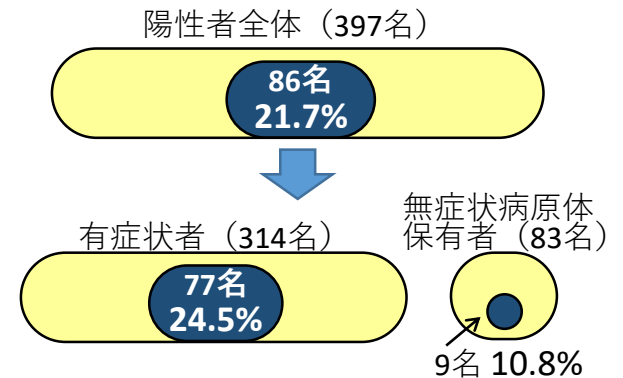 陽性者全体（397名）
86名
21.7%
有症状者（314名）
77名
24.5%
無症状病原体
保有者（83名）
9名 10.8%